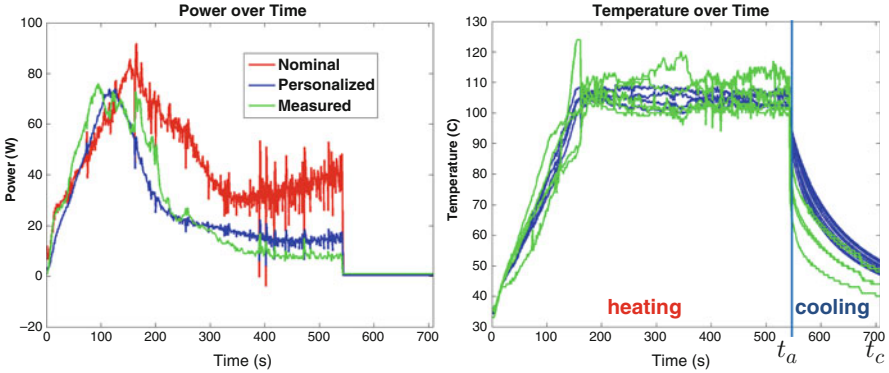 Power over Time
100
80
60
40
20
0
−20
Power (W)
Nominal
Personalized
Measured
0 100 200 300 400 500 600 700
Time (s)
Temperature over Time
130
120
110
100
90
80
70
60
50
40
30
Temperature (C)
heating
cooling
0 100 200 300 400 500 600 700
t_a t_c
Time (s)